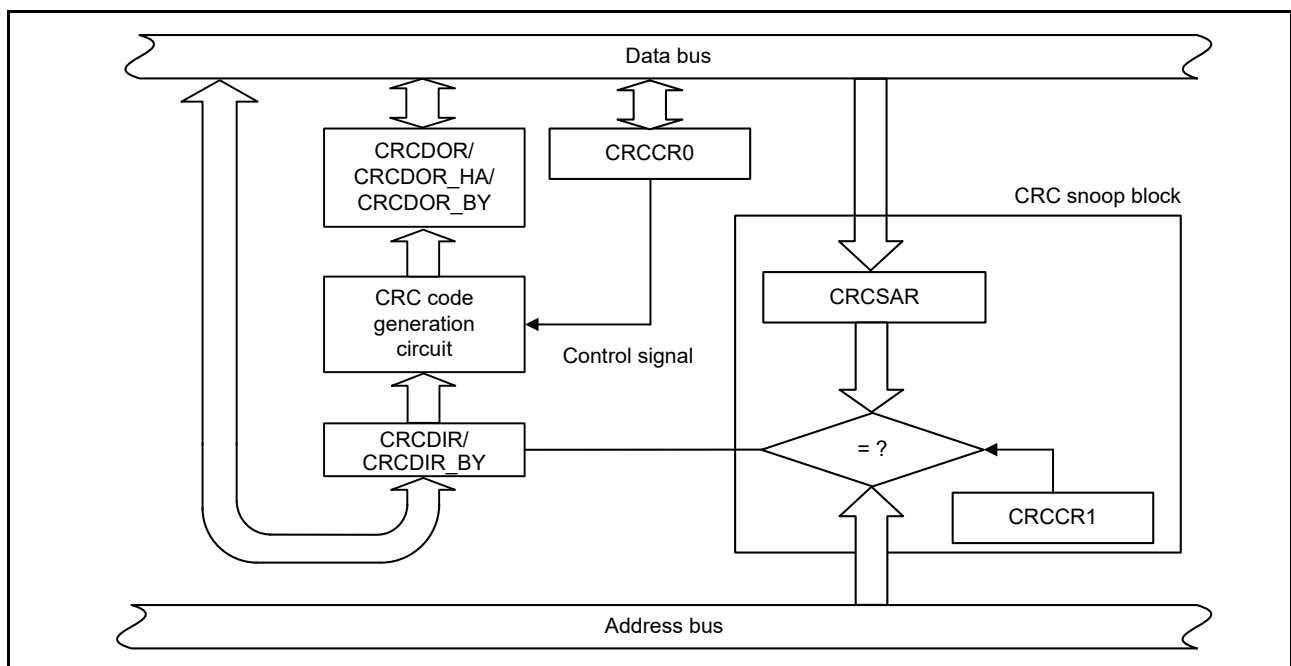 Data bus
CRCDOR/
CRCDOR_HA/
CRCDOR_BY
CRCCR0
CRC snoop block
CRCSAR
CRC code
generation
circuit
Control signal
CRCDIR/
CRCDIR_BY
= ?
CRCCR1
Address bus